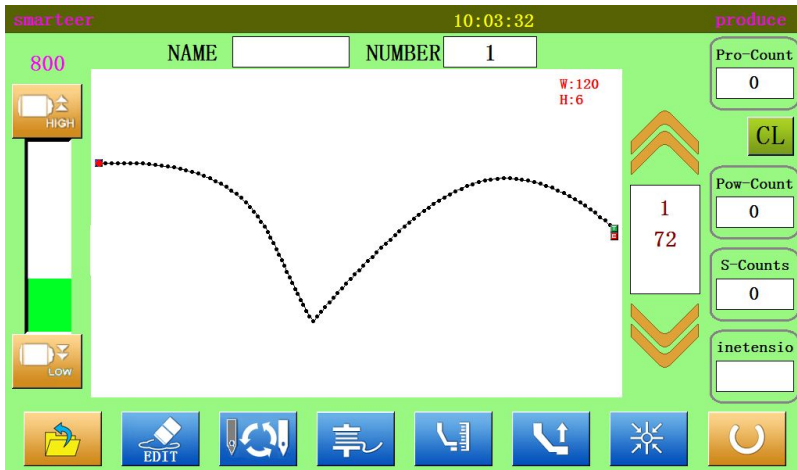 smarteer 10:03:32 produce
800 NAME NUMBER 1
Pro-Count
0
W:120
H:6
HIGH
CL
Pow-Count
0
1
72
S-Counts
0
inetensio
LOW
EDIT